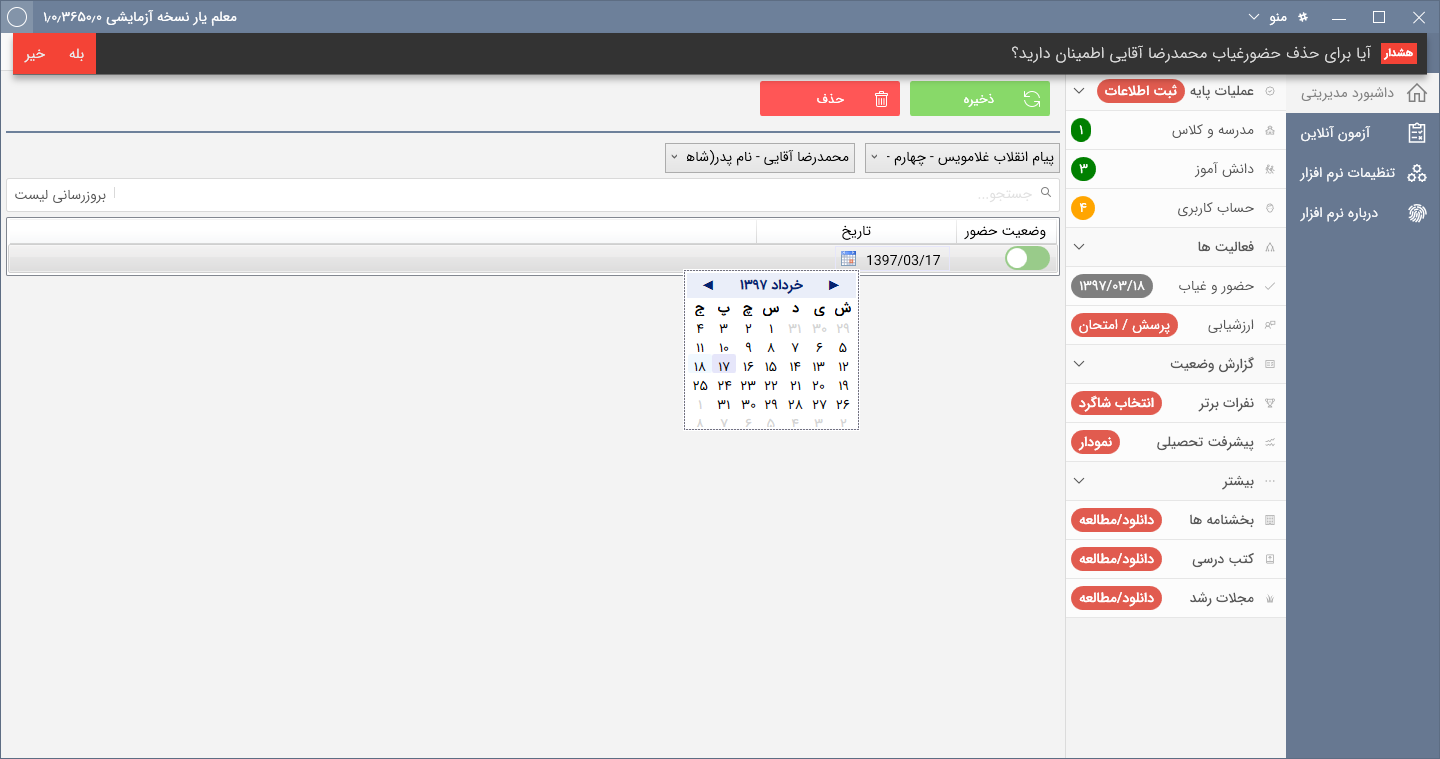 معلم یار نسخه آزمایشی ۱٫۰٫۳۶۵۰٫۰
منو
هشدار
آیا برای حذف حضورغیاب محمدرضا آقایی اطمینان دارید؟
بله
خیر
داشبورد مدیریتی
آزمون آنلاین
تنظیمات نرم افزار
درباره نرم افزار
عملیات پایه
ثبت اطلاعات
مدرسه و کلاس
۱
دانش آموز
۳
حساب کاربری
۴
فعالیت ها
حضور و غیاب
۱۳۹۷/۰۳/۱۸
ارزشیابی
پرسش / امتحان
گزارش وضعیت
نفرات برتر
انتخاب شاگرد
پیشرفت تحصیلی
نمودار
بیشتر
بخشنامه ها
دانلود/مطالعه
کتب درسی
دانلود/مطالعه
مجلات رشد
دانلود/مطالعه
ذخیره
حذف
پیام انقلاب غلامویس - چهارم -
محمدرضا آقایی - نام پدر(شاه
جستجو...
بروزرسانی لیست
وضعیت حضور
تاریخ
1397/03/17
خرداد ۱۳۹۷
ش ی د س چ پ ج
۲۹ ۳۰ ۳۱ ۱ ۲ ۳ ۴
۵ ۶ ۷ ۸ ۹ ۱۰ ۱۱
۱۲ ۱۳ ۱۴ ۱۵ ۱۶ ۱۷ ۱۸
۱۹ ۲۰ ۲۱ ۲۲ ۲۳ ۲۴ ۲۵
۲۶ ۲۷ ۲۸ ۲۹ ۳۰ ۳۱ ۱
۲ ۳ ۴ ۵ ۶ ۷ ۸